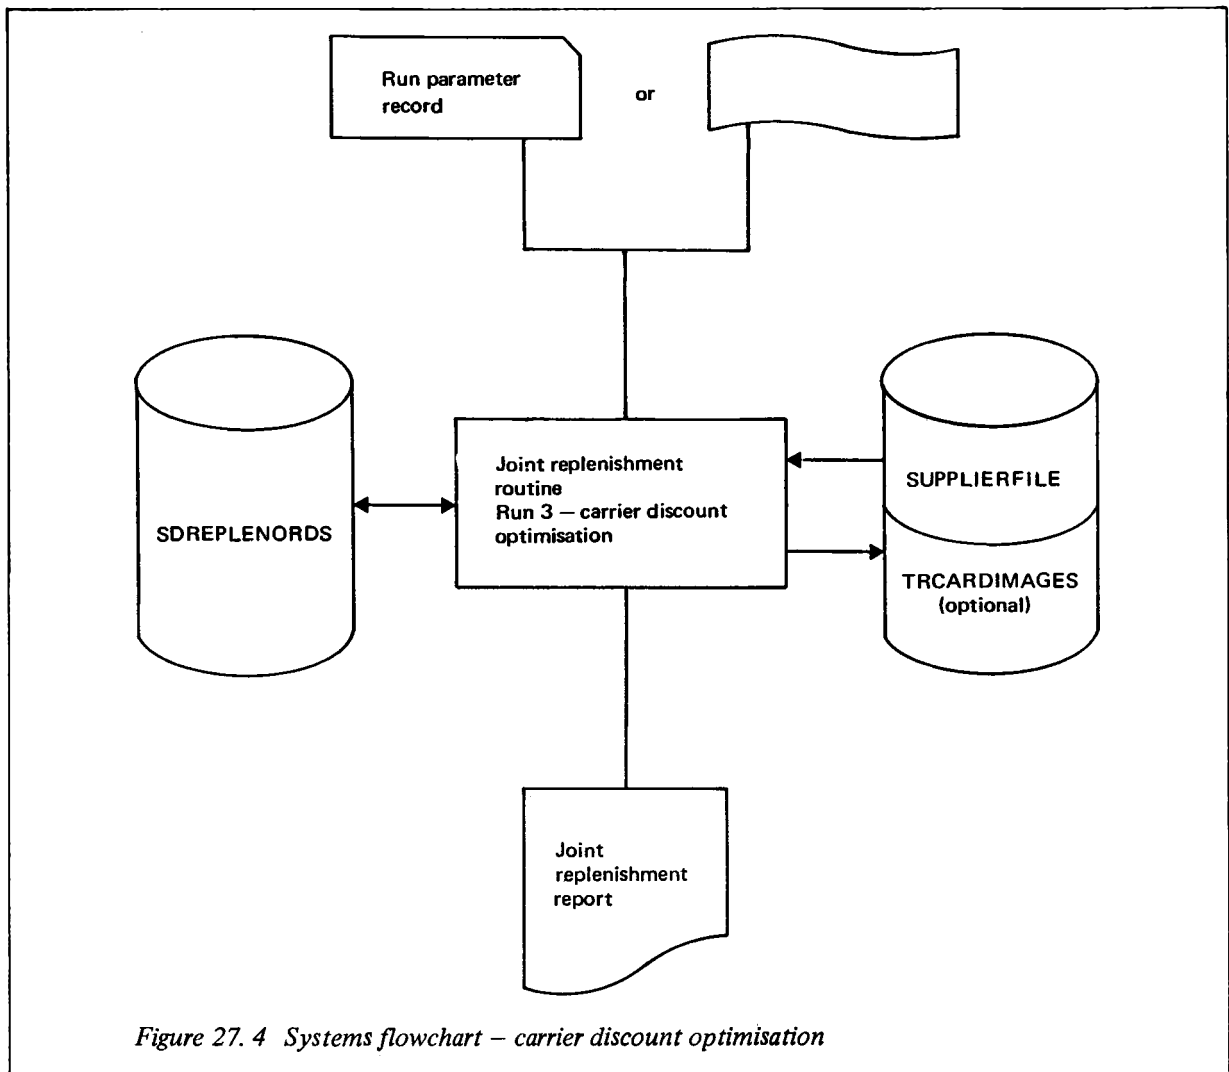 Run parameter
record
or
SDREPLENORDS
Joint replenishment
routine
Run 3 – carrier discount
optimisation
SUPPLIERFILE
TRCARDIMAGES
(optional)
Joint
replenishment
report
Figure 27. 4 Systems flowchart – carrier discount optimisation